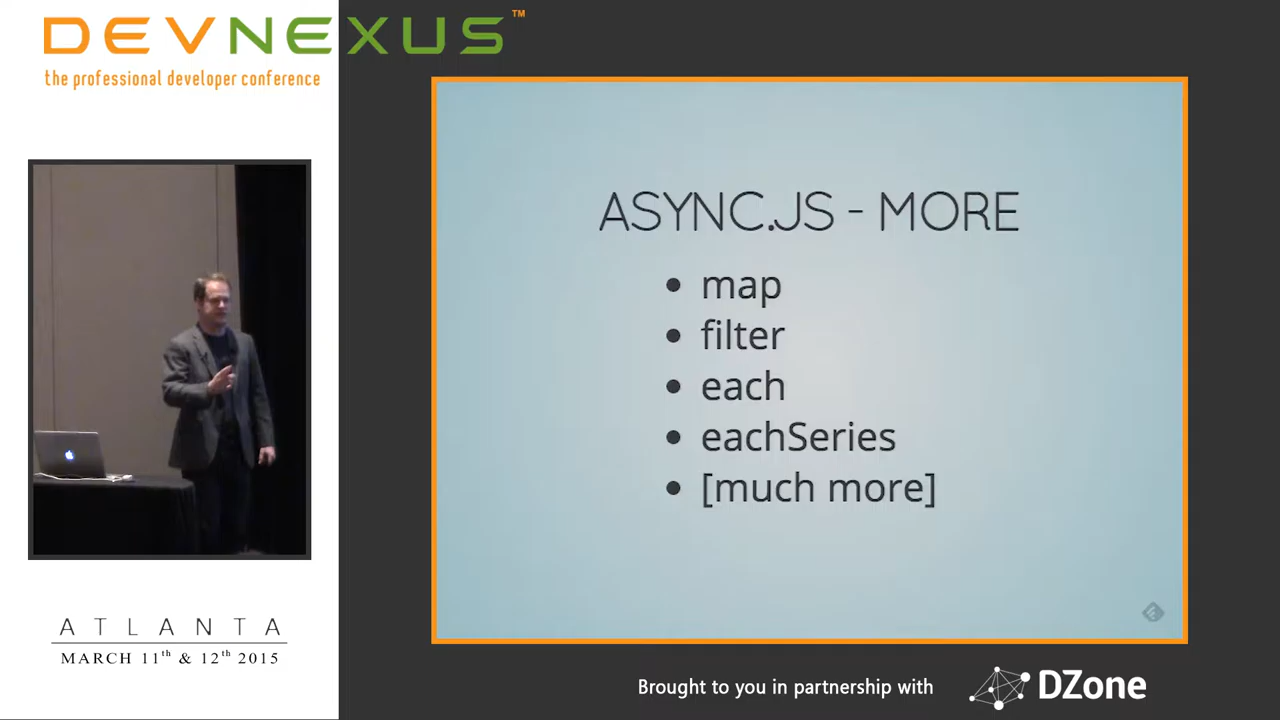 DEVNEXUS™
the professional developer conference
ASYNC.JS - MORE
• map
• filter
• each
• eachSeries
• [much more]
ATLANTA
MARCH 11th & 12th 2015
Brought to you in partnership with
DZone